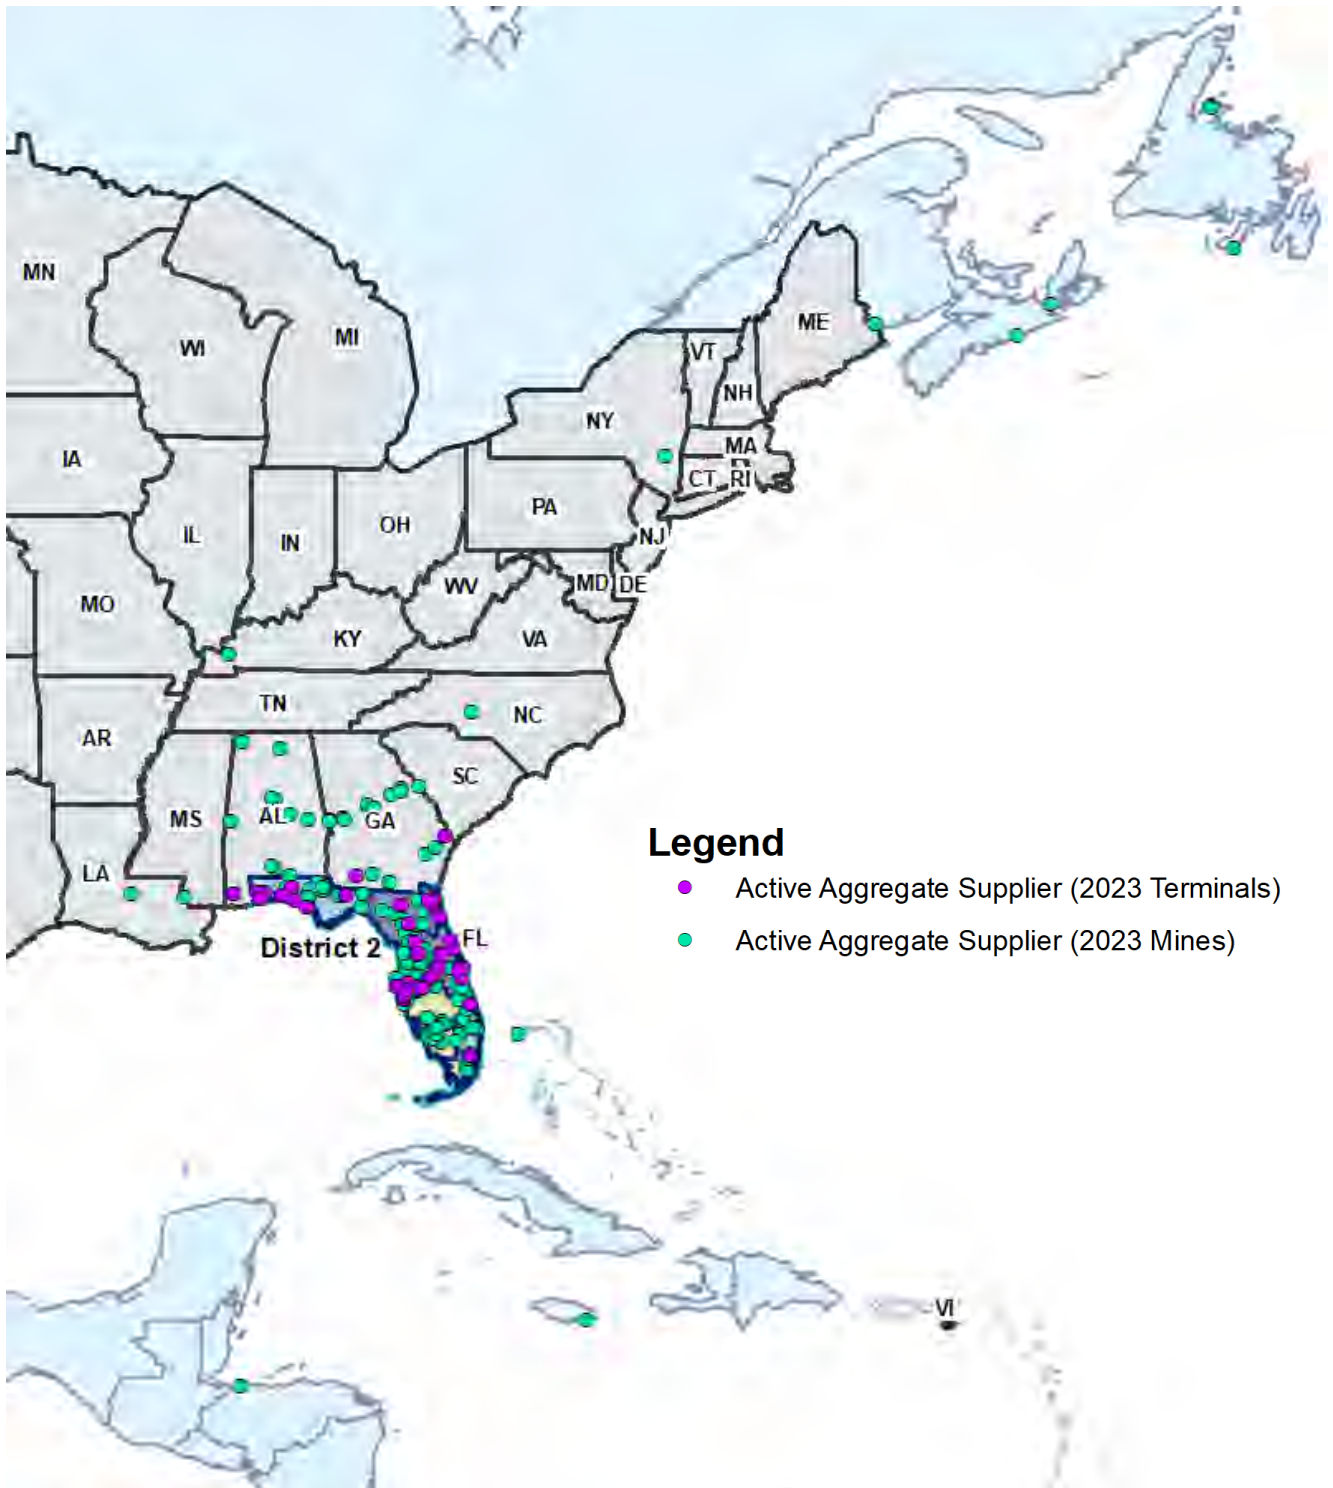 MN
WI
MI
ME
VT
NH
NY
MA
CT
RI
IA
PA
NJ
IL
IN
OH
WV
MD
DE
MO
KY
VA
TN
NC
AR
SC
MS
AL
GA
LA
FL
District 2
Legend
Active Aggregate Supplier (2023 Terminals)
Active Aggregate Supplier (2023 Mines)
VI